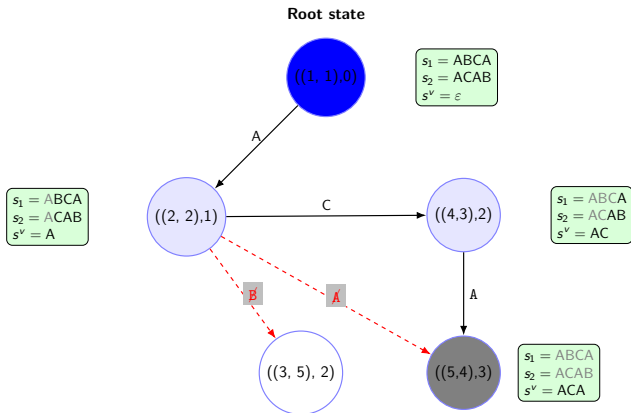 Root state
((1, 1),0)
s₁ = ABCA
s₂ = ACAB
sᵛ = ε
A
s₁ = ABCA
s₂ = ACAB
sᵛ = A
((2, 2),1)
C
((4,3),2)
s₁ = ABCA
s₂ = ACAB
sᵛ = AC
B
A
A
((3, 5), 2)
((5,4),3)
s₁ = ABCA
s₂ = ACAB
sᵛ = ACA